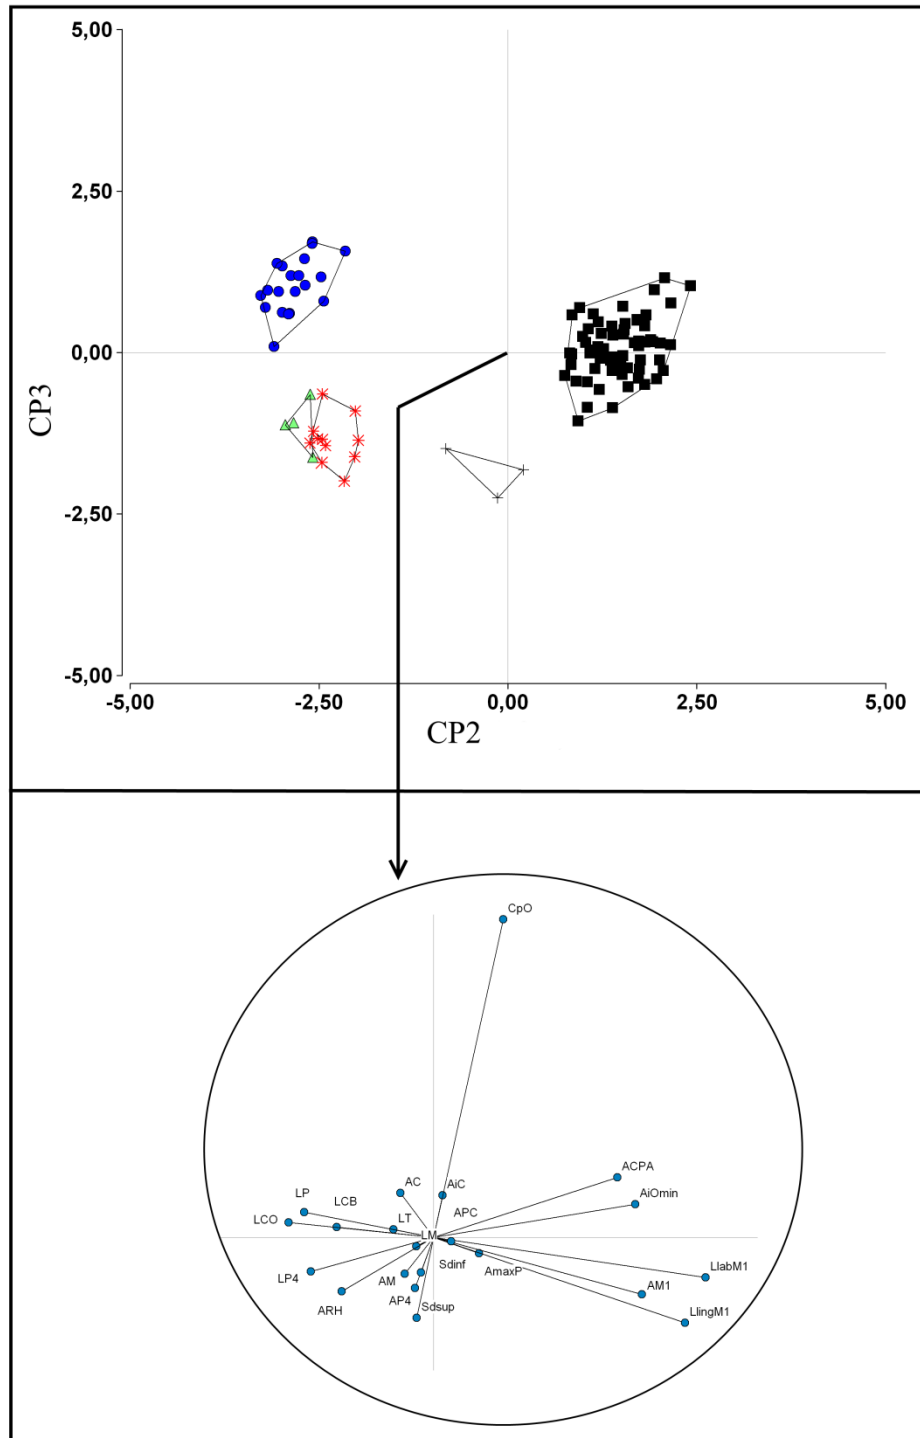 5,00
2,50
0,00
-2,50
-5,00
CP3
-5,00 -2,50 0,00 2,50 5,00
CP2
CpO
ACPA
AC AiC AiOmin
LP LCB APC
LCO LT
LM
Sdinf
LP4 AM AmaxP LlabM1
AP4 AM1
ARH Sdsup LlingM1